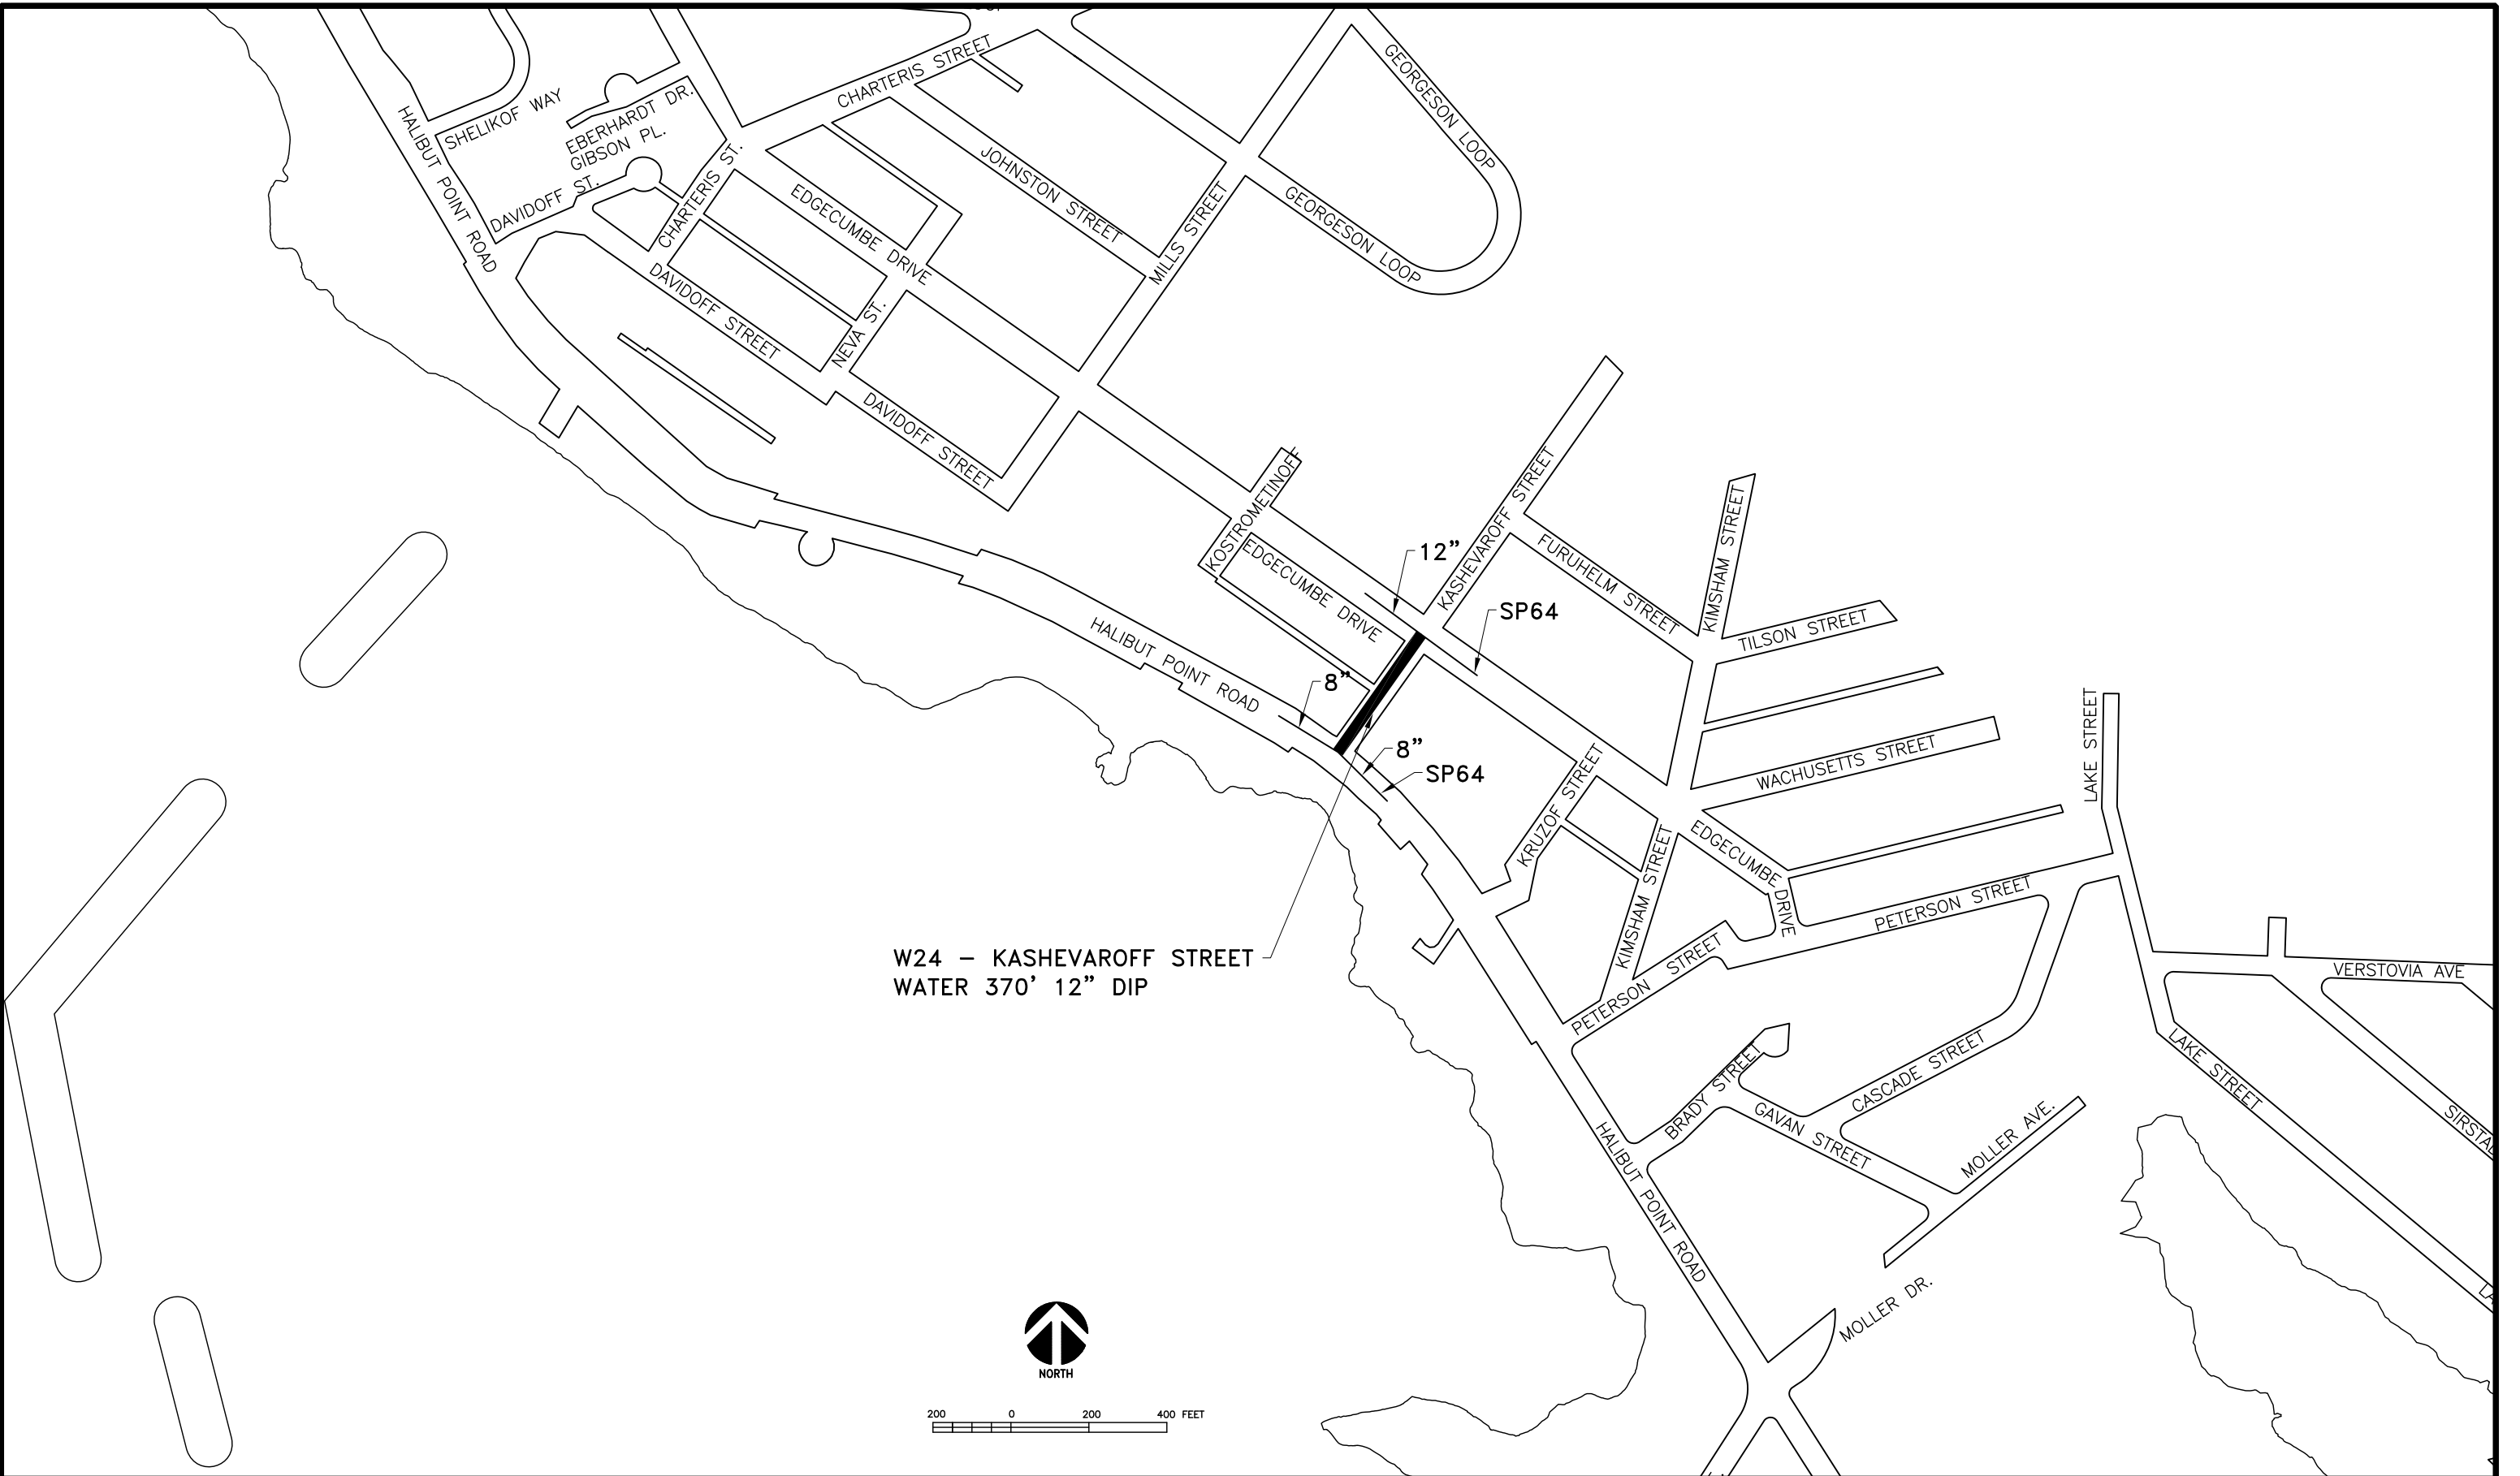 CHARTERIS STREET
GEORGESON LOOP
SHELIKOF WAY
EBERHARDT DR.
GIBSON PL.
HALIBUT POINT ROAD
DAVIDOFF ST.
CHARTERIS ST.
JOHNSTON STREET
EDGECUMBE DRIVE
MILLS STREET
GEORGESON LOOP
DAVIDOFF STREET
NEVA ST.
DAVIDOFF STREET
KOSTROMETINOFF
KASHEVAROFF STREET
KIMSHAM STREET
FURUHELM STREET
EDGECUMBE DRIVE
12”
SP64
TILSON STREET
HALIBUT POINT ROAD
8”
8”
SP64
WACHUSETTS STREET
LAKE STREET
KRUZOF STREET
EDGECUMBE DRIVE
KIMSHAM STREET
PETERSON STREET
PETERSON STREET
W24 – KASHEVAROFF STREET
WATER 370’ 12” DIP
VERSTOVIA AVE
BRADY STREET
CASCADE STREET
LAKE STREET
GAVAN STREET
MOLLER AVE.
HALIBUT POINT ROAD
MOLLER DR.
NORTH
200 0 200 400 FEET